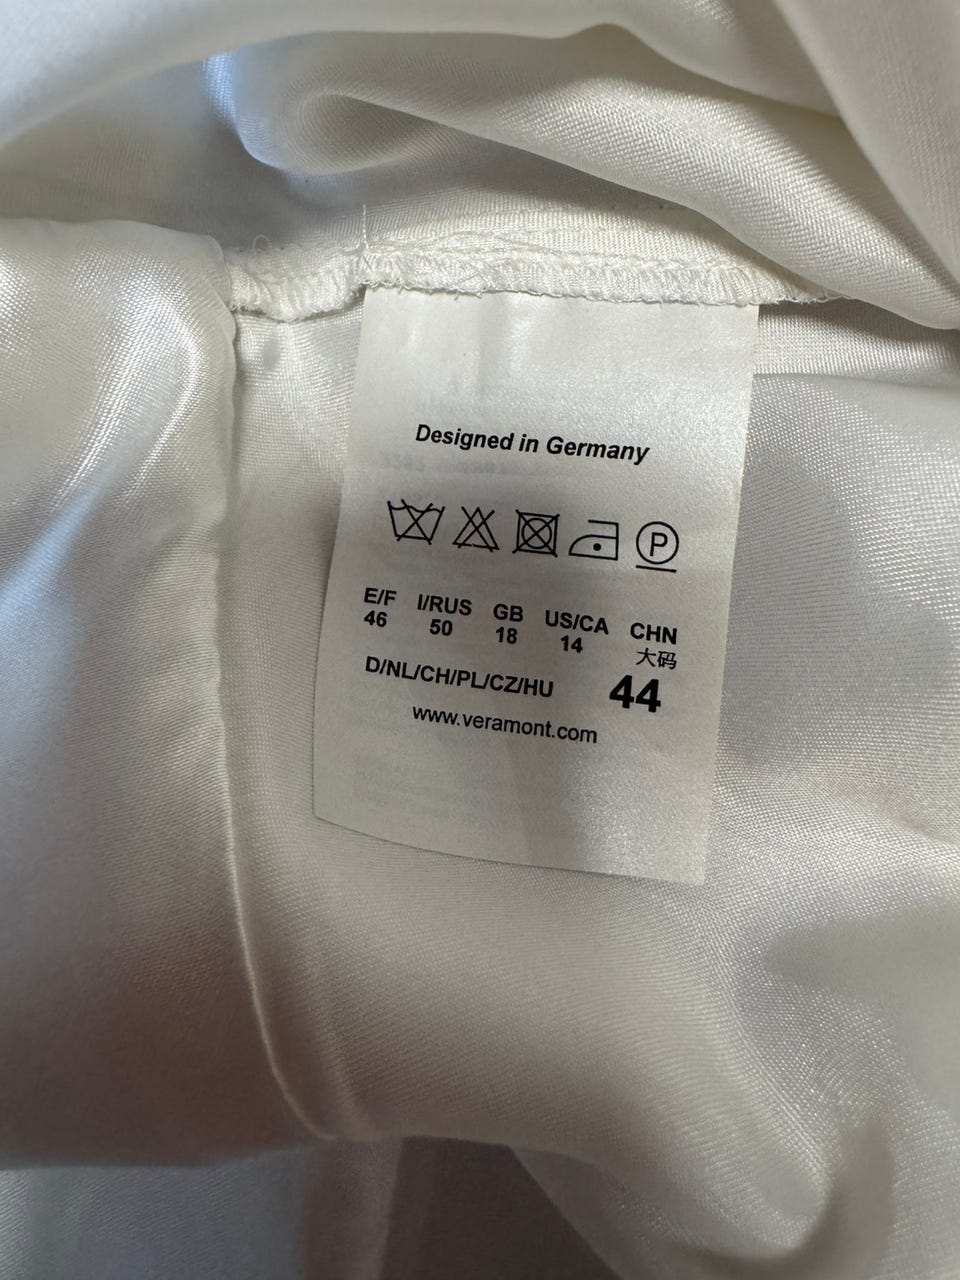 Designed in Germany
P
E/F I/RUS GB US/CA CHN
46 50 18 14 大码
D/NL/CH/PL/CZ/HU 44
www.veramont.com